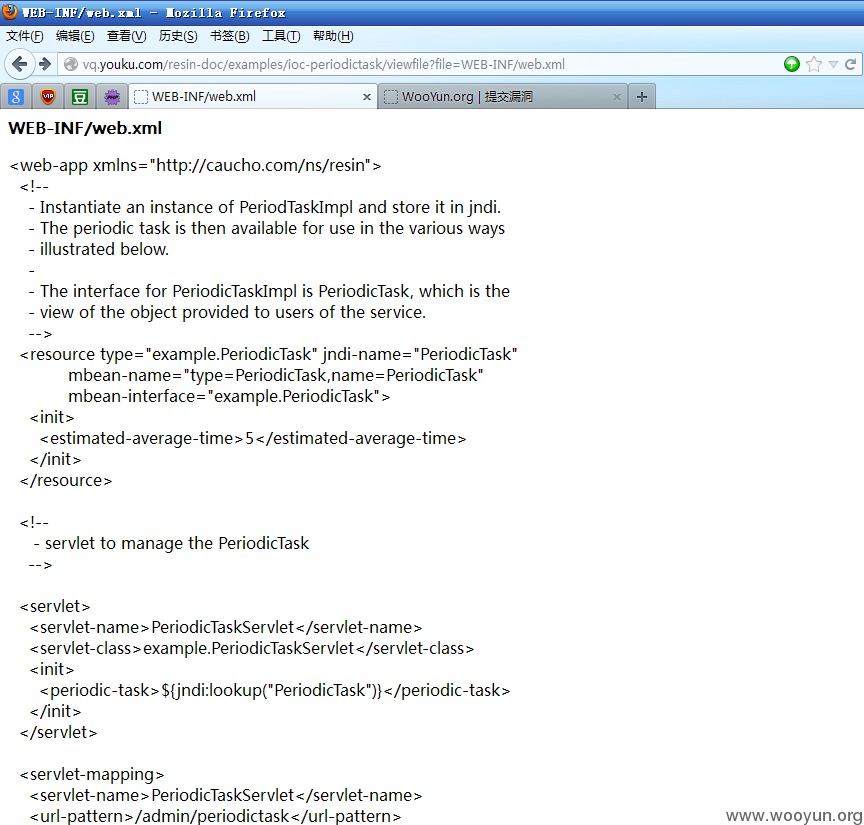 WEB-INF/web.xml - Mozilla Firefox
文件(F) 编辑(E) 查看(V) 历史(S) 书签(B) 工具(T) 帮助(H)
vq.youku.com/resin-doc/examples/ioc-periodictask/viewfile?file=WEB-INF/web.xml
8 VIP 豆 PHP WEB-INF/web.xml × WooYun.org | 提交漏洞 × +
WEB-INF/web.xml
<web-app xmlns="http://caucho.com/ns/resin">
<!--
- Instantiate an instance of PeriodTaskImpl and store it in jndi.
- The periodic task is then available for use in the various ways
- illustrated below.
-
- The interface for PeriodicTaskImpl is PeriodicTask, which is the
- view of the object provided to users of the service.
-->
<resource type="example.PeriodicTask" jndi-name="PeriodicTask"
mbean-name="type=PeriodicTask,name=PeriodicTask"
mbean-interface="example.PeriodicTask">
<init>
<estimated-average-time>5</estimated-average-time>
</init>
</resource>
<!--
- servlet to manage the PeriodicTask
-->
<servlet>
<servlet-name>PeriodicTaskServlet</servlet-name>
<servlet-class>example.PeriodicTaskServlet</servlet-class>
<init>
<periodic-task>${jndi:lookup("PeriodicTask")}</periodic-task>
</init>
</servlet>
<servlet-mapping>
<servlet-name>PeriodicTaskServlet</servlet-name>
<url-pattern>/admin/periodictask</url-pattern>
www.wooyun.org